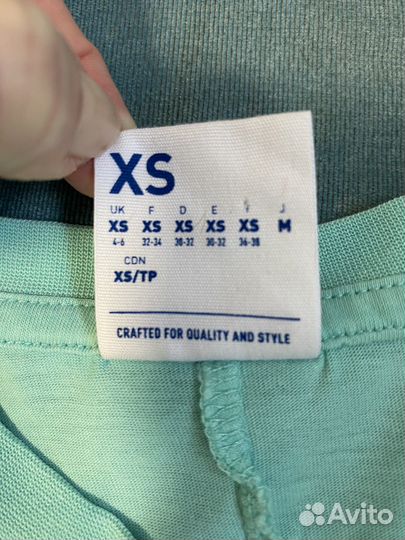 XS
UK F D E J
XS XS XS XS XS M
4-6 32-34 30-32 30-32 36-38
CDN
XS/TP
CRAFTED FOR QUALITY AND STYLE
Avito